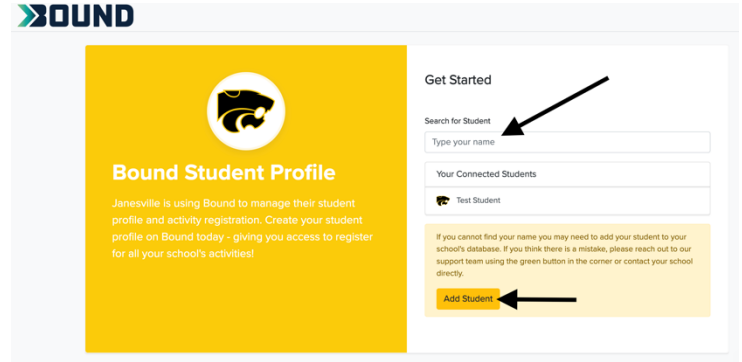 BOUND
Bound Student Profile
Janesville is using Bound to manage their student
profile and activity registration. Create your student
profile on Bound today - giving you access to register
for all your school's activities!
Get Started
Search for Student
Type your name
Your Connected Students
Test Student
If you cannot find your name you may need to add your student to your
school's database. If you think there is a mistake, please reach out to our
support team using the green button in the corner or contact your school
directly.
Add Student